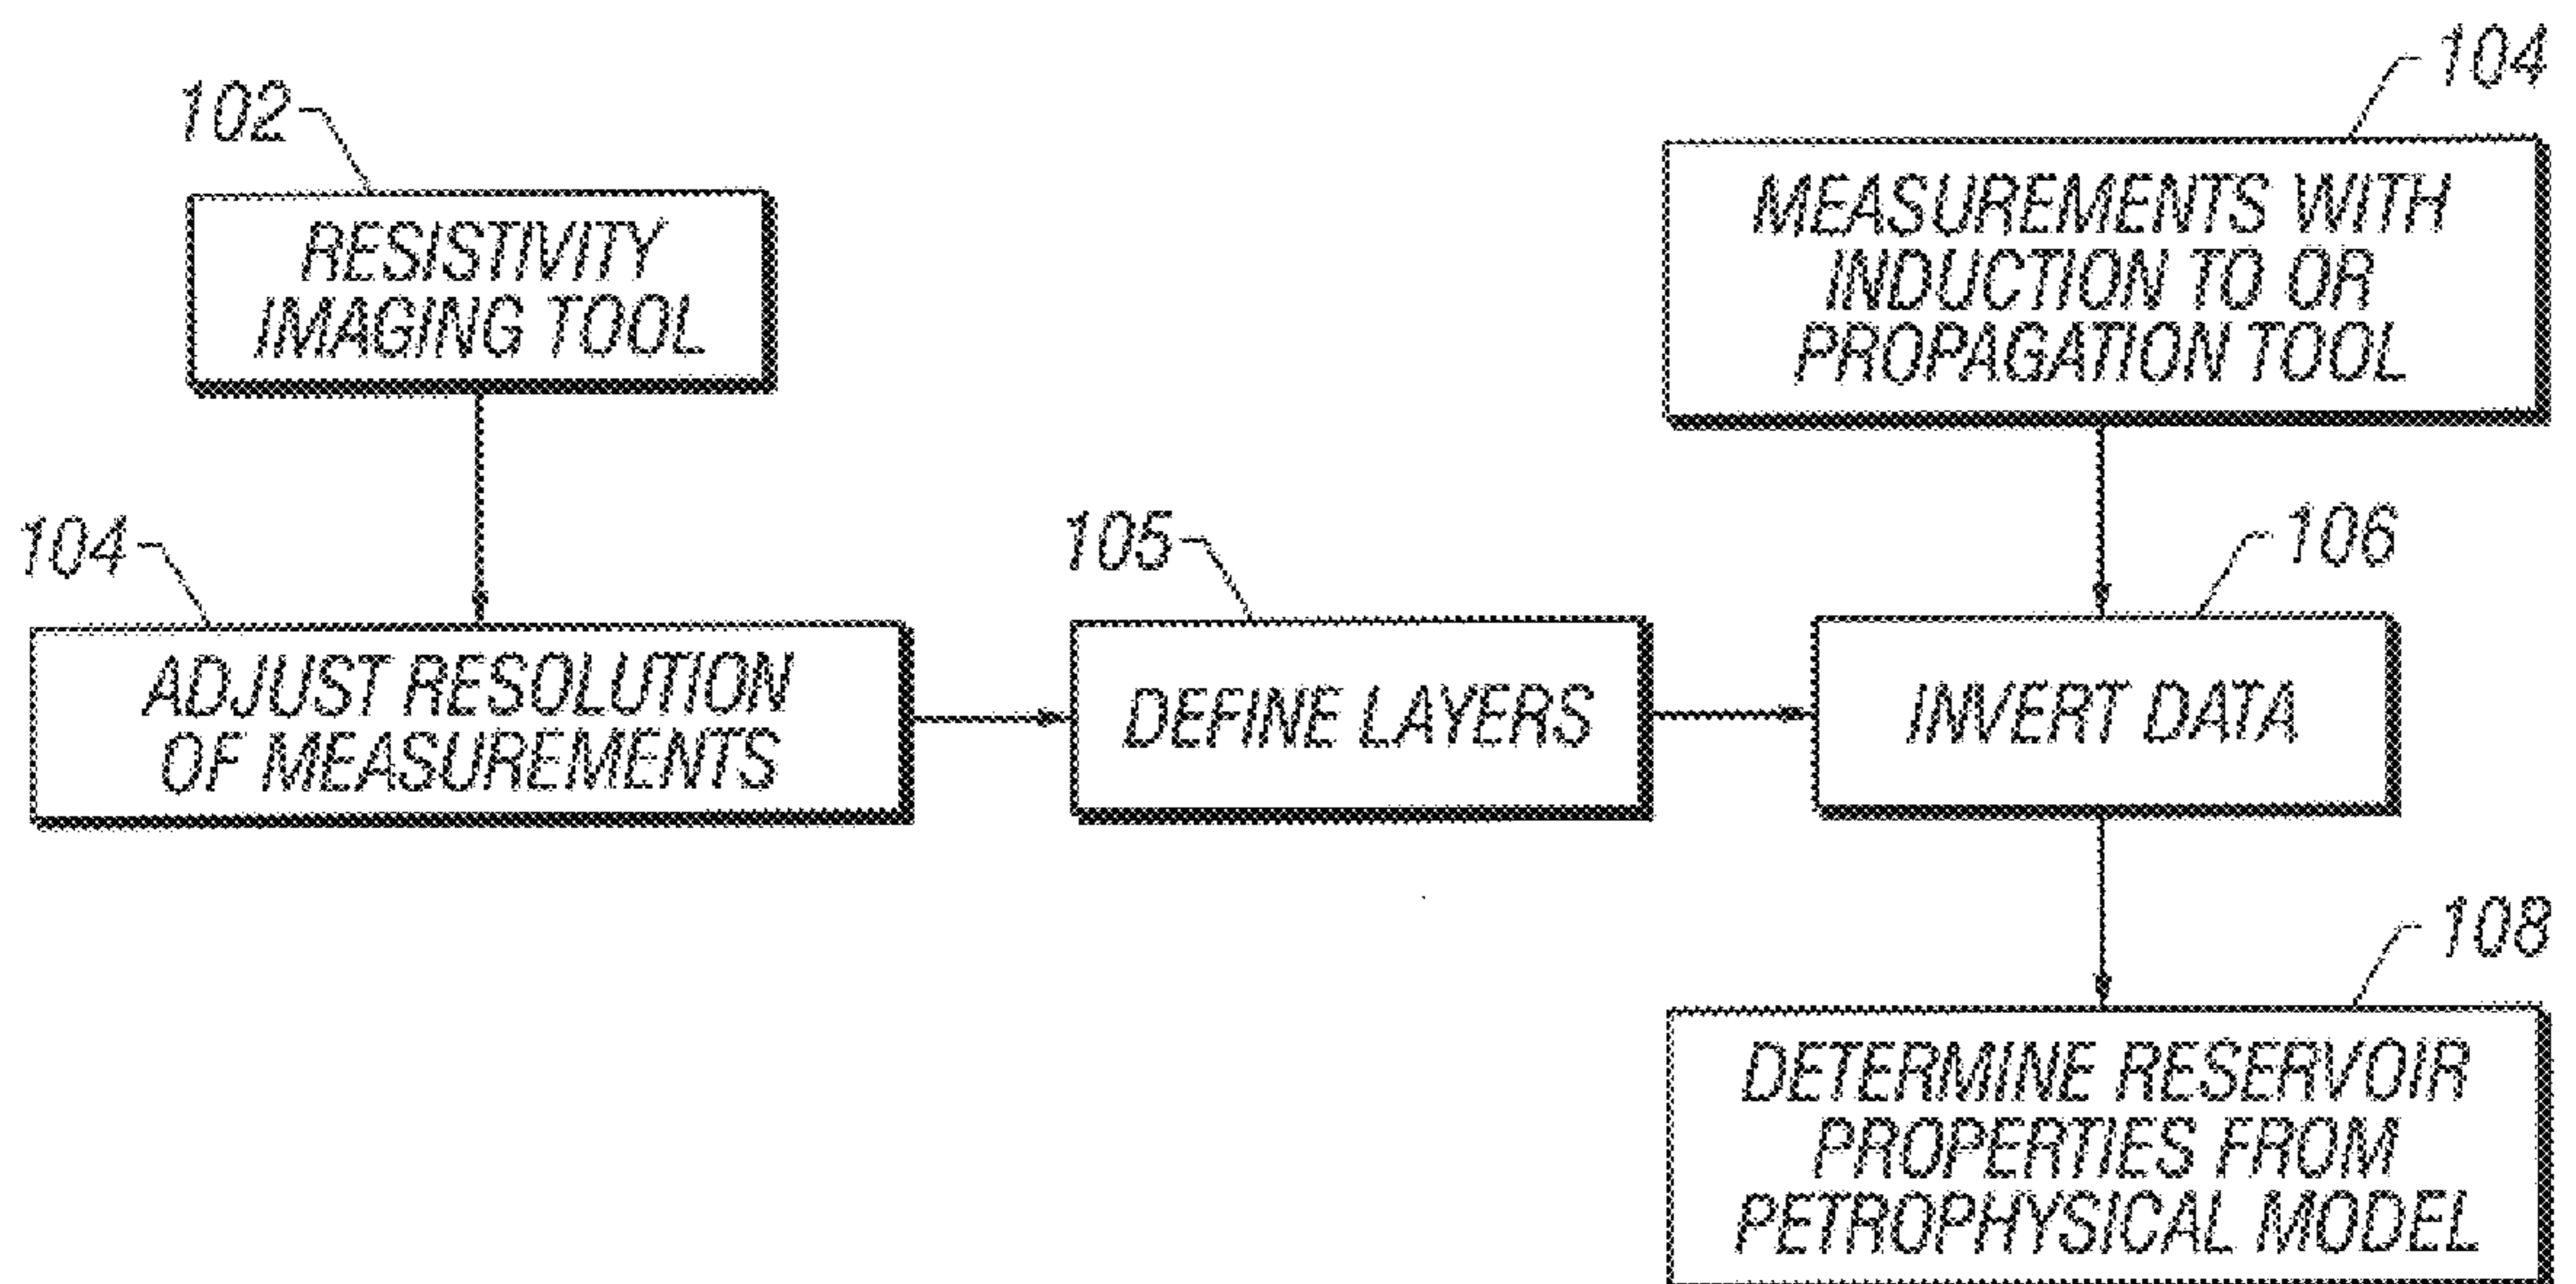 102
RESISTIVITY
IMAGING TOOL
104
MEASUREMENTS WITH
INDUCTION TO OR
PROPAGATION TOOL
104
ADJUST RESOLUTION
OF MEASUREMENTS
105
DEFINE LAYERS
106
INVERT DATA
108
DETERMINE RESERVOIR
PROPERTIES FROM
PETROPHYSICAL MODEL